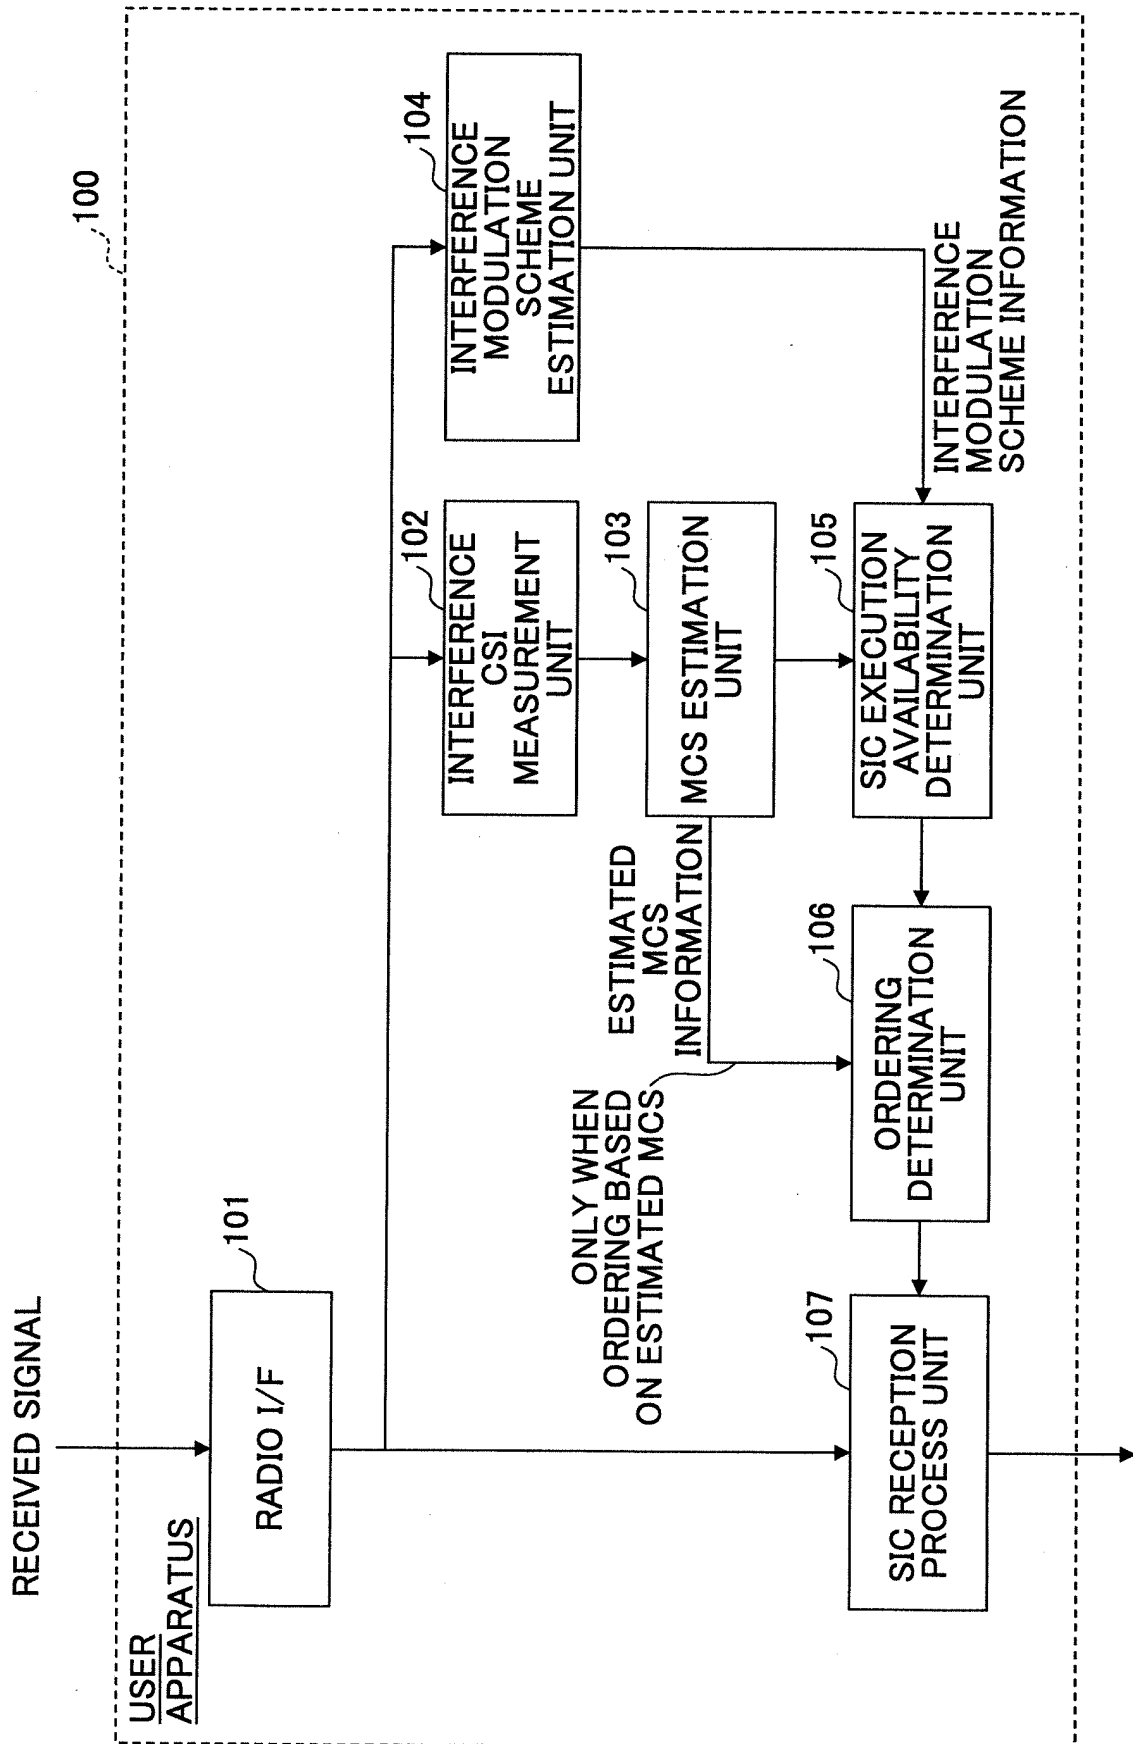 RECEIVED SIGNAL
100
USER
APPARATUS
101
RADIO I/F
102
INTERFERENCE
CSI
MEASUREMENT
UNIT
104
INTERFERENCE
MODULATION
SCHEME
ESTIMATION UNIT
103
MCS ESTIMATION
UNIT
ESTIMATED
MCS
INFORMATION
ONLY WHEN
ORDERING BASED
ON ESTIMATED MCS
107
SIC RECEPTION
PROCESS UNIT
106
ORDERING
DETERMINATION
UNIT
105
SIC EXECUTION
AVAILABILITY
DETERMINATION
UNIT
INTERFERENCE
MODULATION
SCHEME INFORMATION